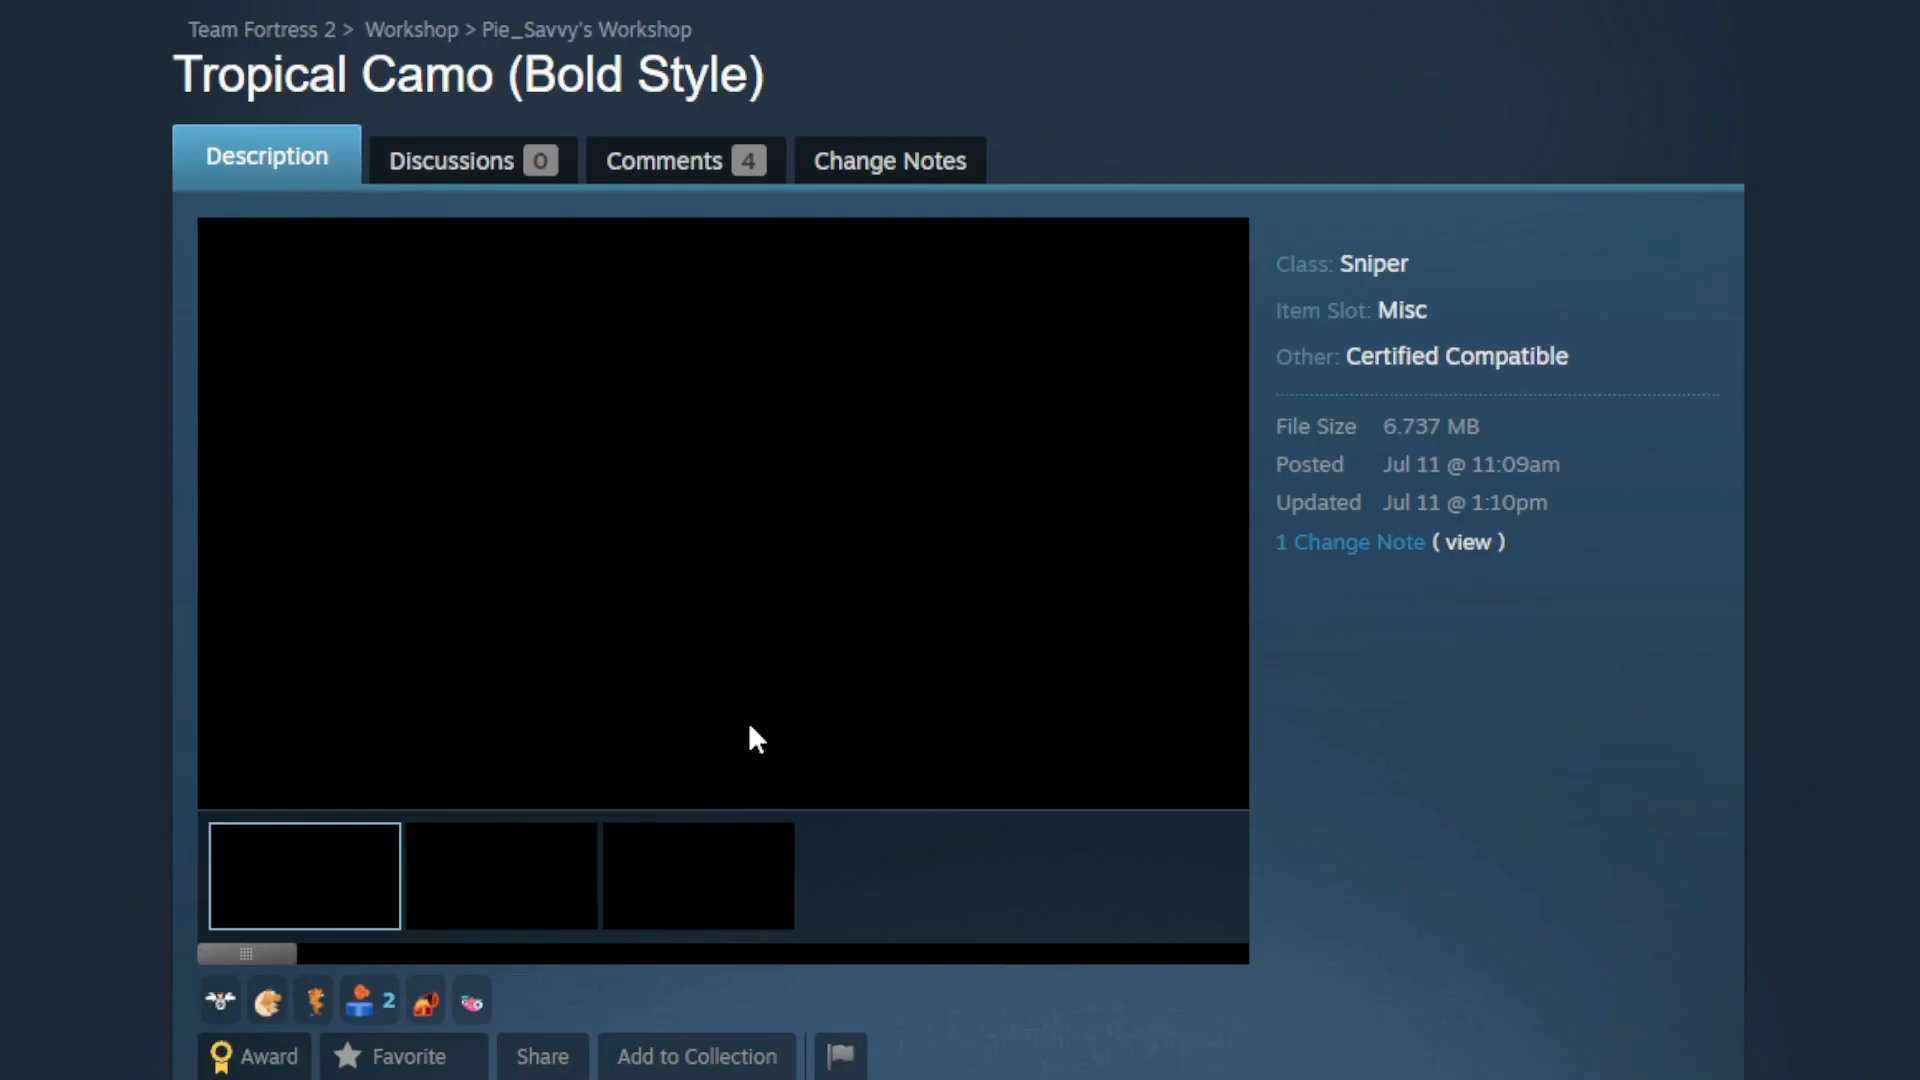 Team Fortress 2 > Workshop > Pie_Savvy's Workshop
Tropical Camo (Bold Style)
Description
Discussions 0
Comments 4
Change Notes
Class: Sniper
Item Slot: Misc
Other: Certified Compatible
File Size 6.737 MB
Posted Jul 11 @ 11:09am
Updated Jul 11 @ 1:10pm
1 Change Note ( view )
2
Award
Favorite
Share
Add to Collection